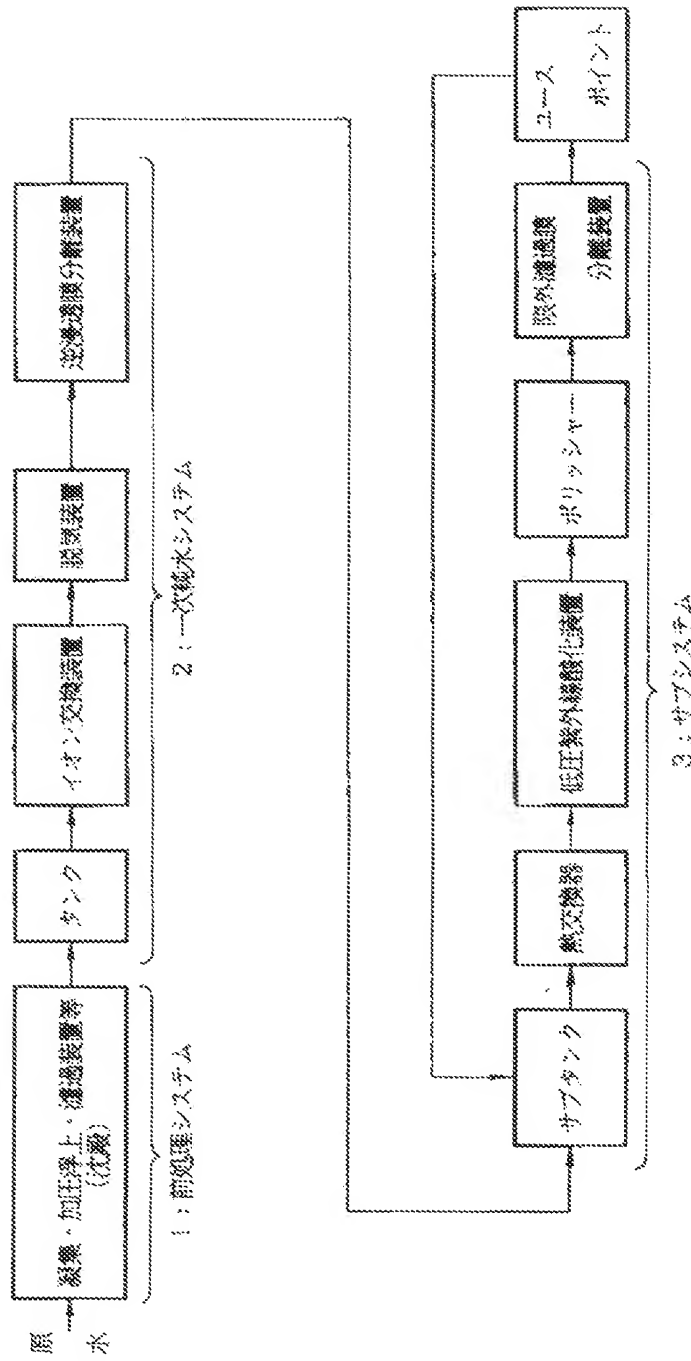 原
水
凝集・加圧浮上・濾過装置等
（沈殿）
タンク
イオン交換装置
脱気装置
逆浸透膜分離装置
1：前処理システム
2：一次純水システム
サブタンク
熱交換器
低圧紫外線酸化装置
ポリッシャー
限外濾過膜
分離装置
ユース
ポイント
3：サブシステム